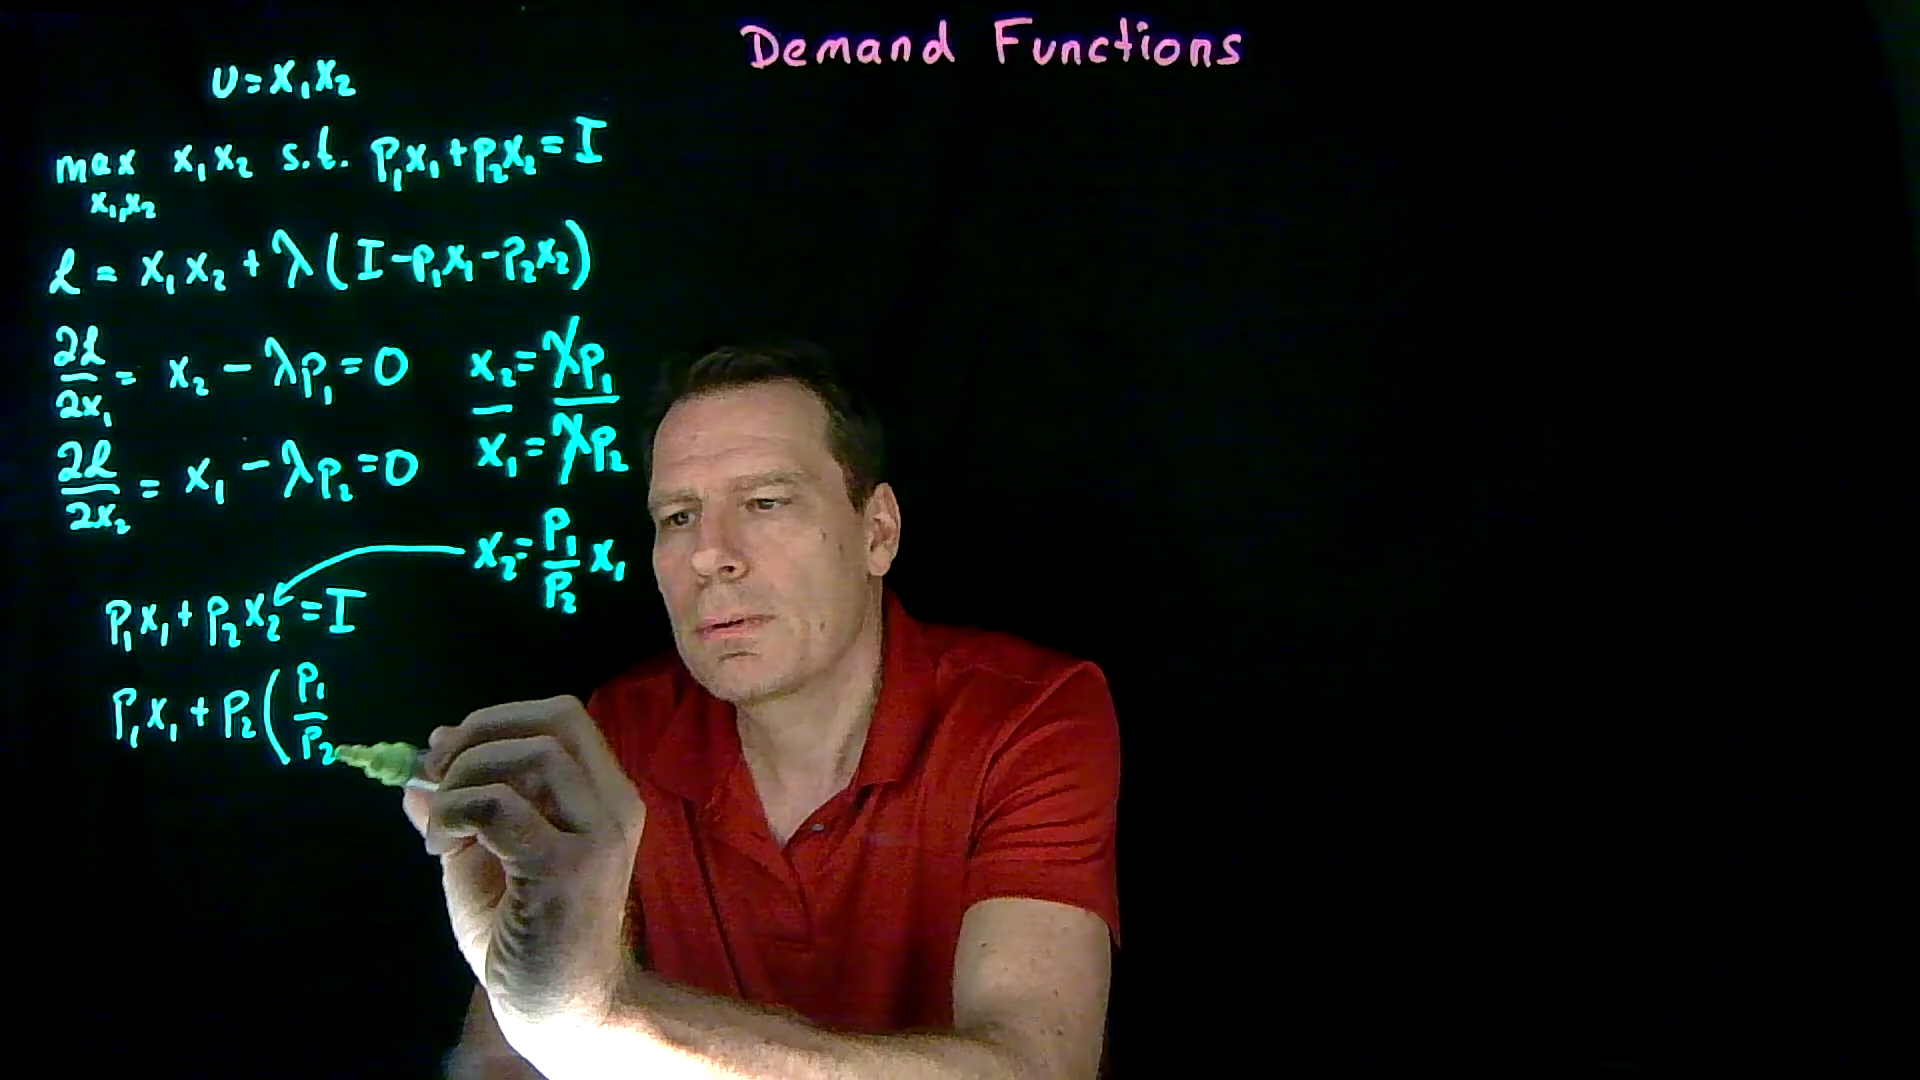 Demand Functions
U = x₁x₂
max x₁x₂ s.t. p₁x₁ + p₂x₂ = I
x₁,x₂
ℒ = x₁x₂ + λ(I - p₁x₁ - p₂x₂)
∂ℒ/∂x₁ = x₂ - λp₁ = 0
x₂ = λp₁
∂ℒ/∂x₂ = x₁ - λp₂ = 0
x₁ = λp₂
x₂ = p₁/p₂ x₁
p₁x₁ + p₂x₂ = I
p₁x₁ + p₂(p₁/p₂